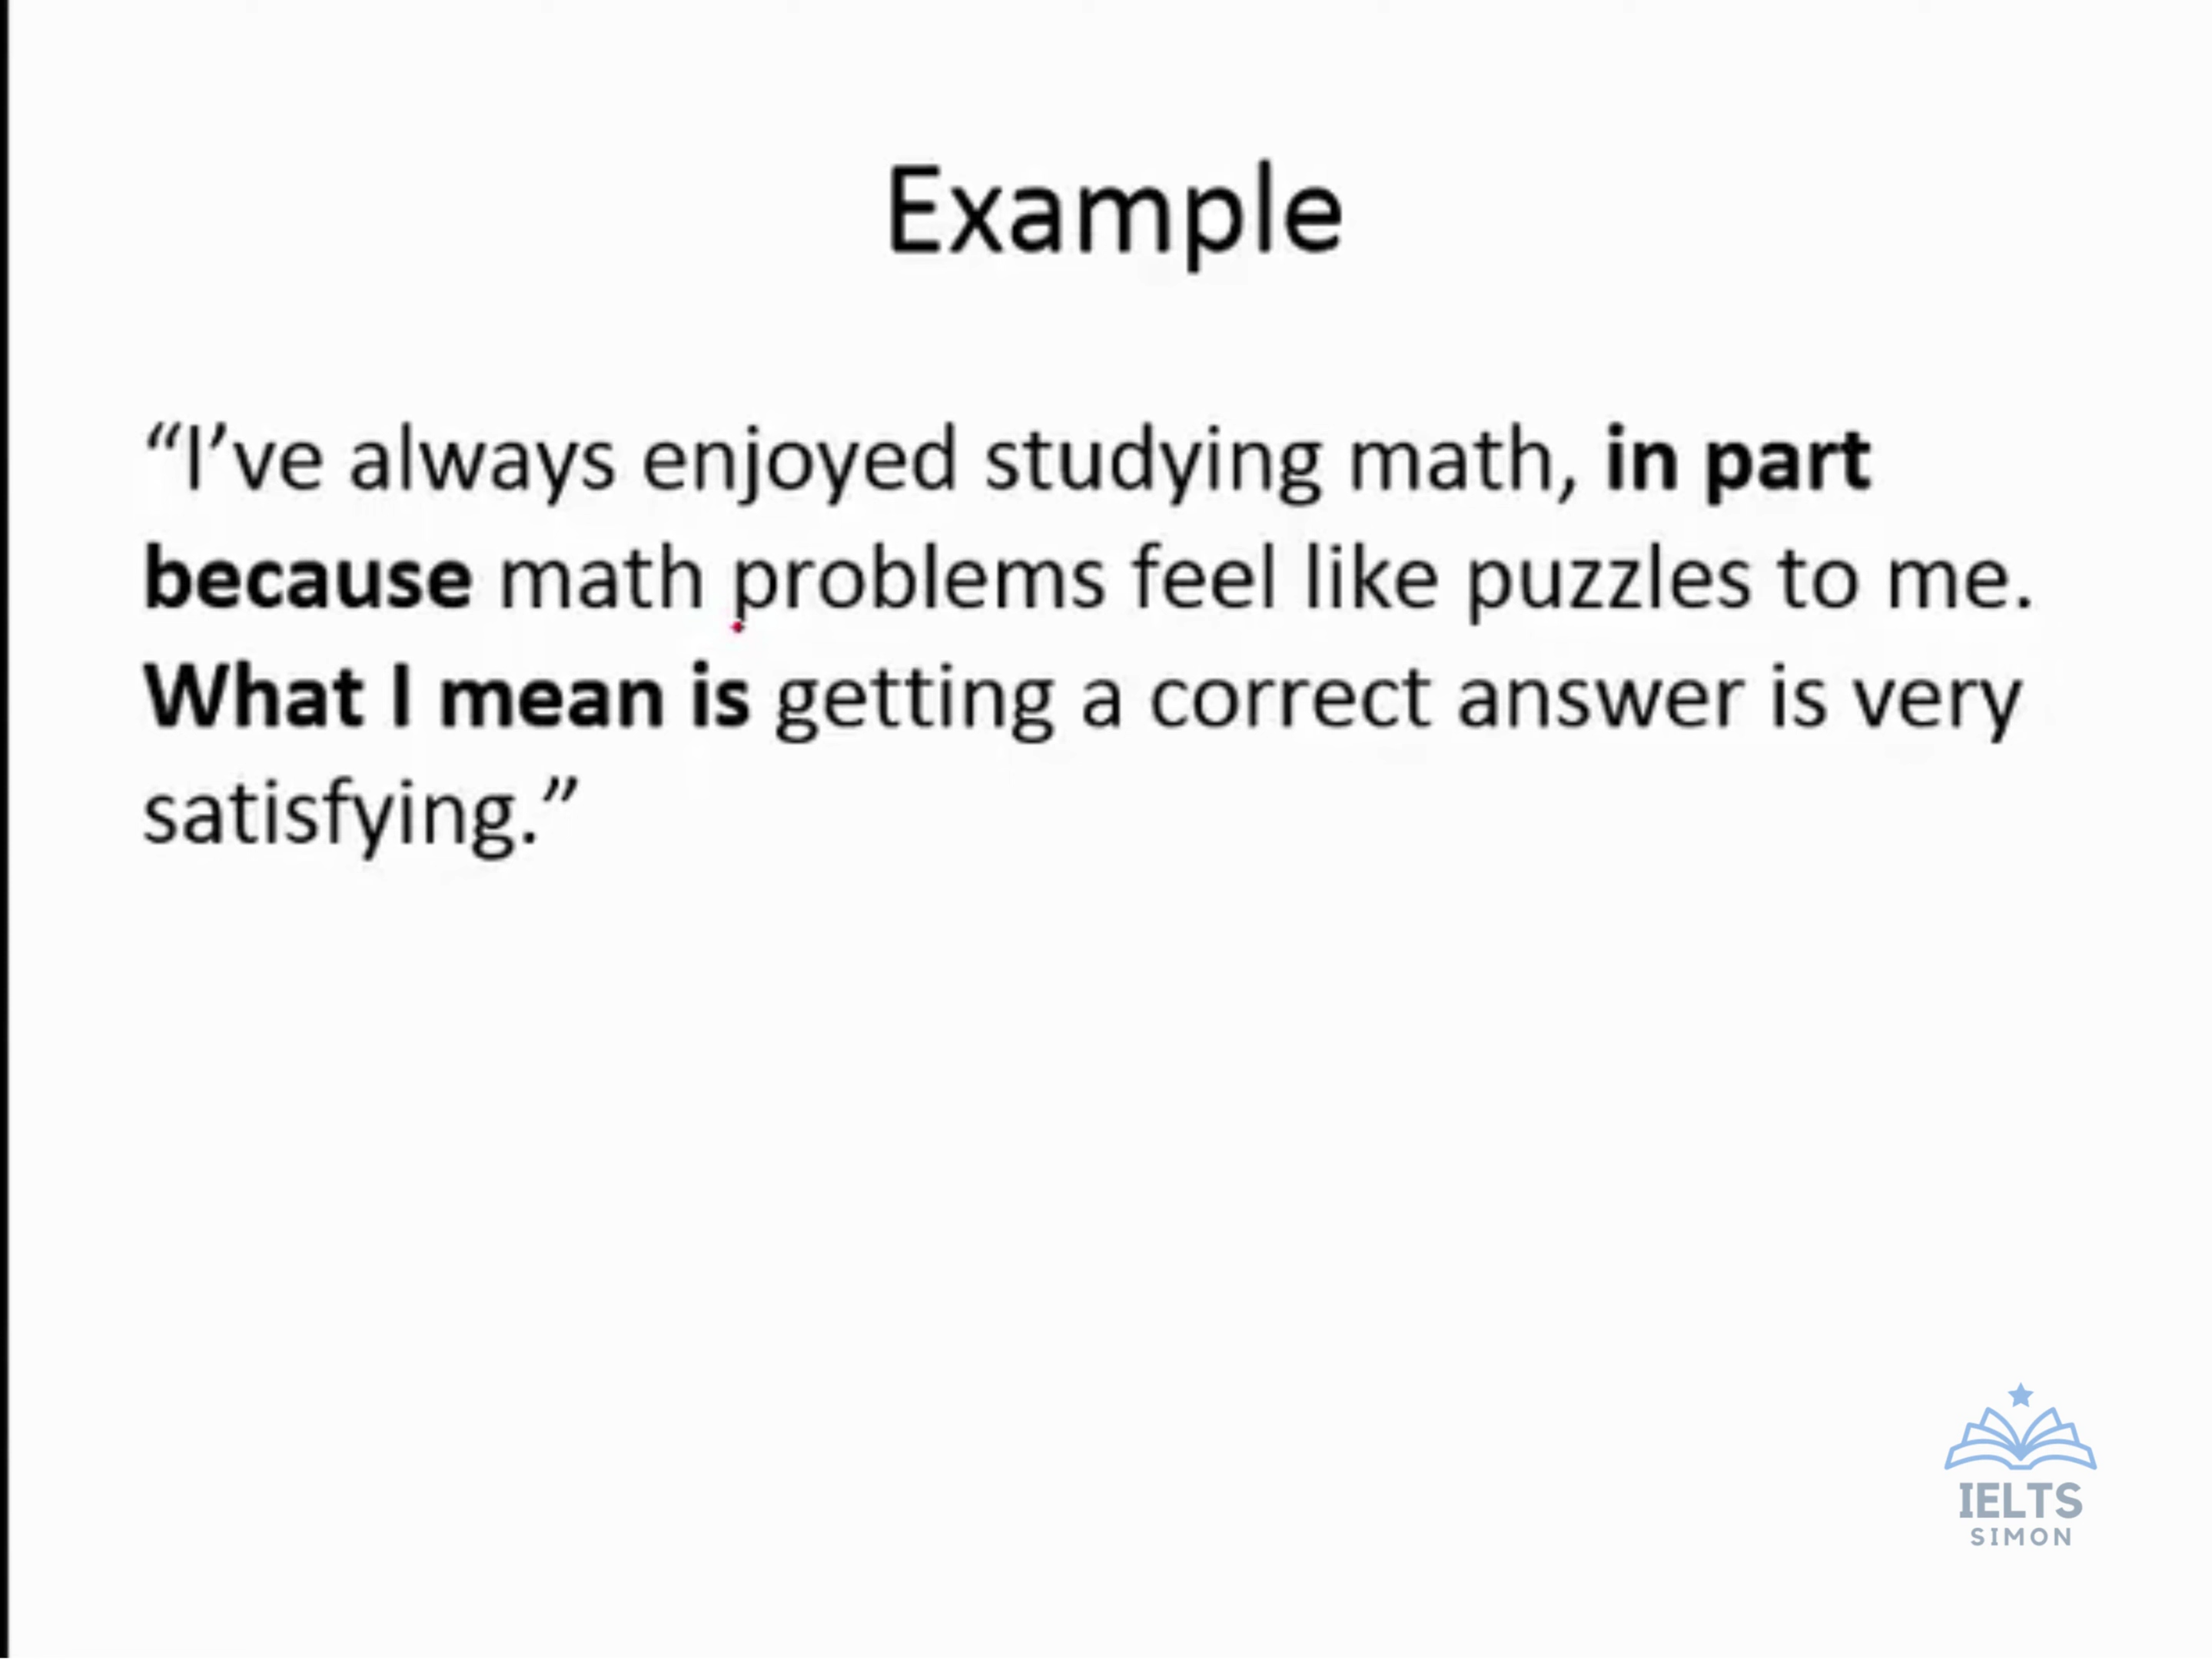 Example
“I’ve always enjoyed studying math, in part
because math problems feel like puzzles to me.
What I mean is getting a correct answer is very
satisfying.”
IELTS
SIMON